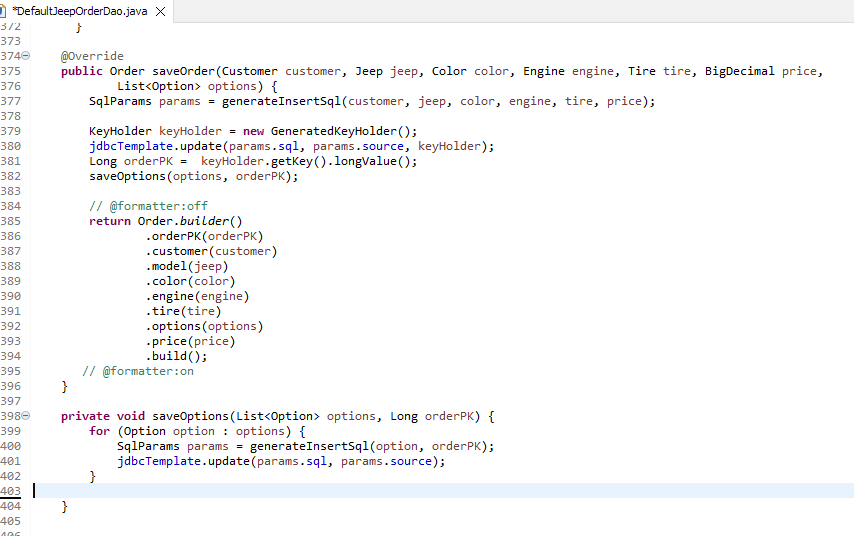 *DefaultJeepOrderDao.java
372 }
373
374 @Override
375 public Order saveOrder(Customer customer, Jeep jeep, Color color, Engine engine, Tire tire, BigDecimal price,
376 List<Option> options) {
377 SqlParams params = generateInsertSql(customer, jeep, color, engine, tire, price);
378
379 KeyHolder keyHolder = new GeneratedKeyHolder();
380 jdbcTemplate.update(params.sql, params.source, keyHolder);
381 Long orderPK =  keyHolder.getKey().longValue();
382 saveOptions(options, orderPK);
383
384 // @formatter:off
385 return Order.builder()
386 .orderPK(orderPK)
387 .customer(customer)
388 .model(jeep)
389 .color(color)
390 .engine(engine)
391 .tire(tire)
392 .options(options)
393 .price(price)
394 .build();
395 // @formatter:on
396 }
397
398 private void saveOptions(List<Option> options, Long orderPK) {
399 for (Option option : options) {
400 SqlParams params = generateInsertSql(option, orderPK);
401 jdbcTemplate.update(params.sql, params.source);
402 }
403
404 }
405
406